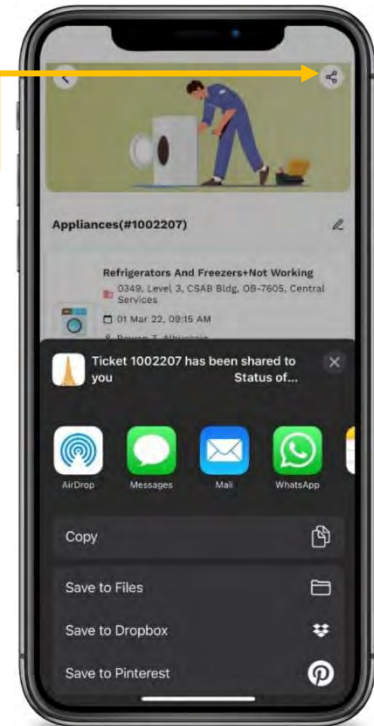 Appliances(#1002207)
Refrigerators And Freezers+Not Working
0349, Level 3, CSAB Bldg, OB-7605, Central
Services
01 Mar 22, 09:15 AM
Ticket 1002207 has been shared to
you Status of...
AirDrop Messages Mail WhatsApp
Copy
Save to Files
Save to Dropbox
Save to Pinterest